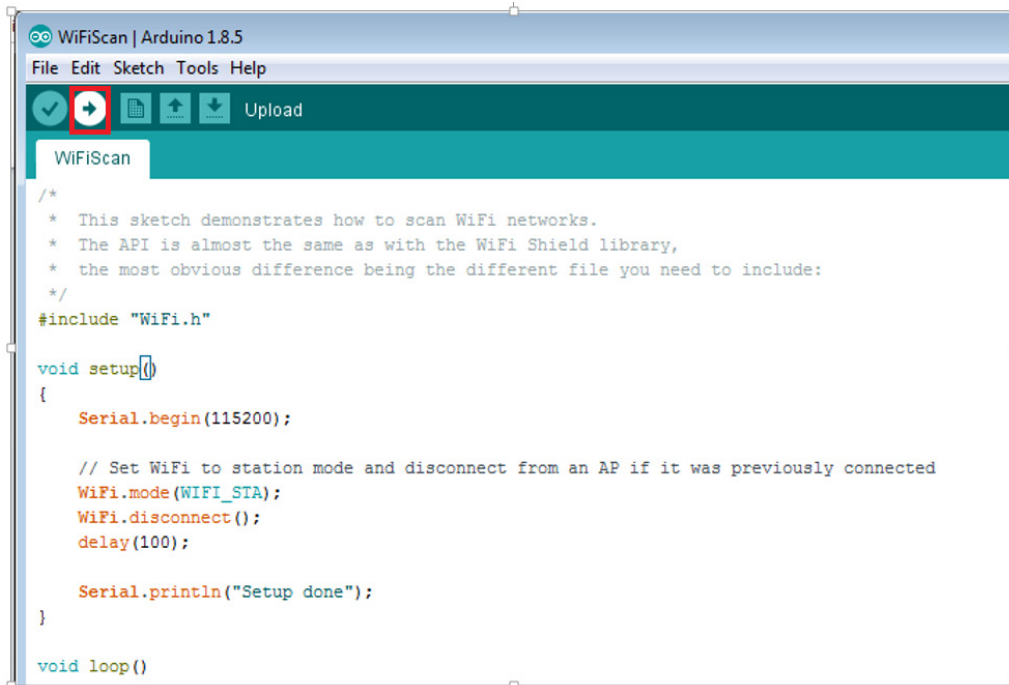 WiFiScan | Arduino 1.8.5
File Edit Sketch Tools Help
Upload
WiFiScan
/*
 *  This sketch demonstrates how to scan WiFi networks.
 *  The API is almost the same as with the WiFi Shield library,
 *  the most obvious difference being the different file you need to include:
 */
#include "WiFi.h"
void setup()
{
    Serial.begin(115200);
    // Set WiFi to station mode and disconnect from an AP if it was previously connected
    WiFi.mode(WIFI_STA);
    WiFi.disconnect();
    delay(100);
    Serial.println("Setup done");
}
void loop()